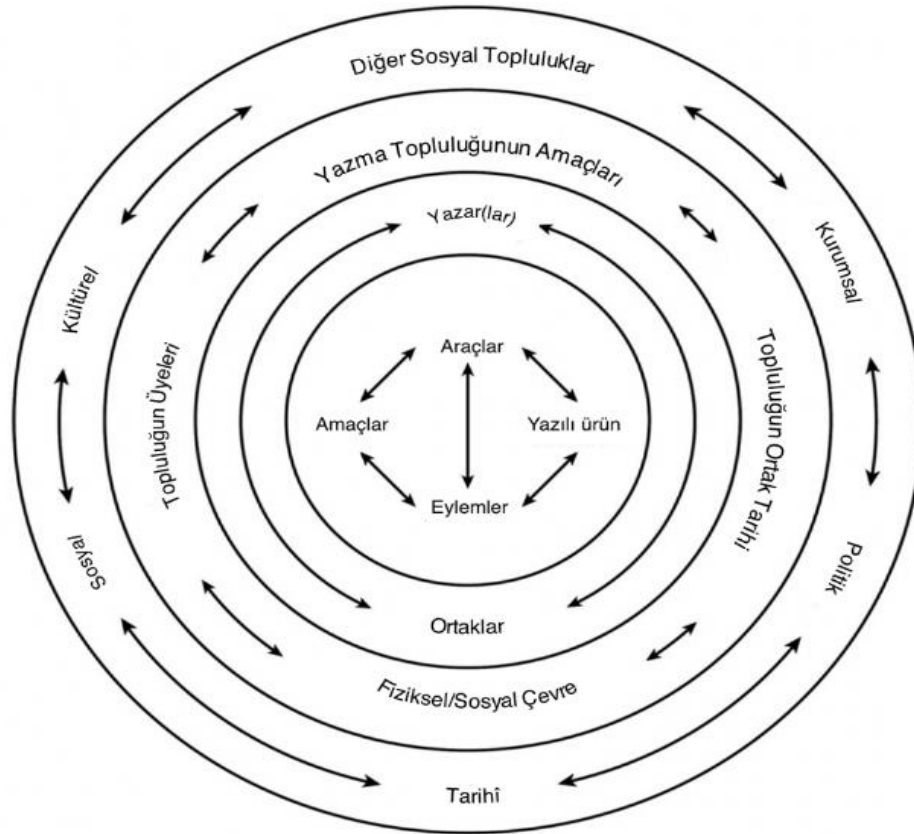 Diğer Sosyal Topluluklar
Yazma Topluluğunun Amaçları
Yazar(lar)
Kültürel
Kurumsal
Topluluğun Üyeleri
Topluluğun Ortak Tarihi
Araçlar
Amaçlar
Yazılı ürün
Eylemler
Sosyal
Politik
Ortaklar
Fiziksel/Sosyal Çevre
Tarihî